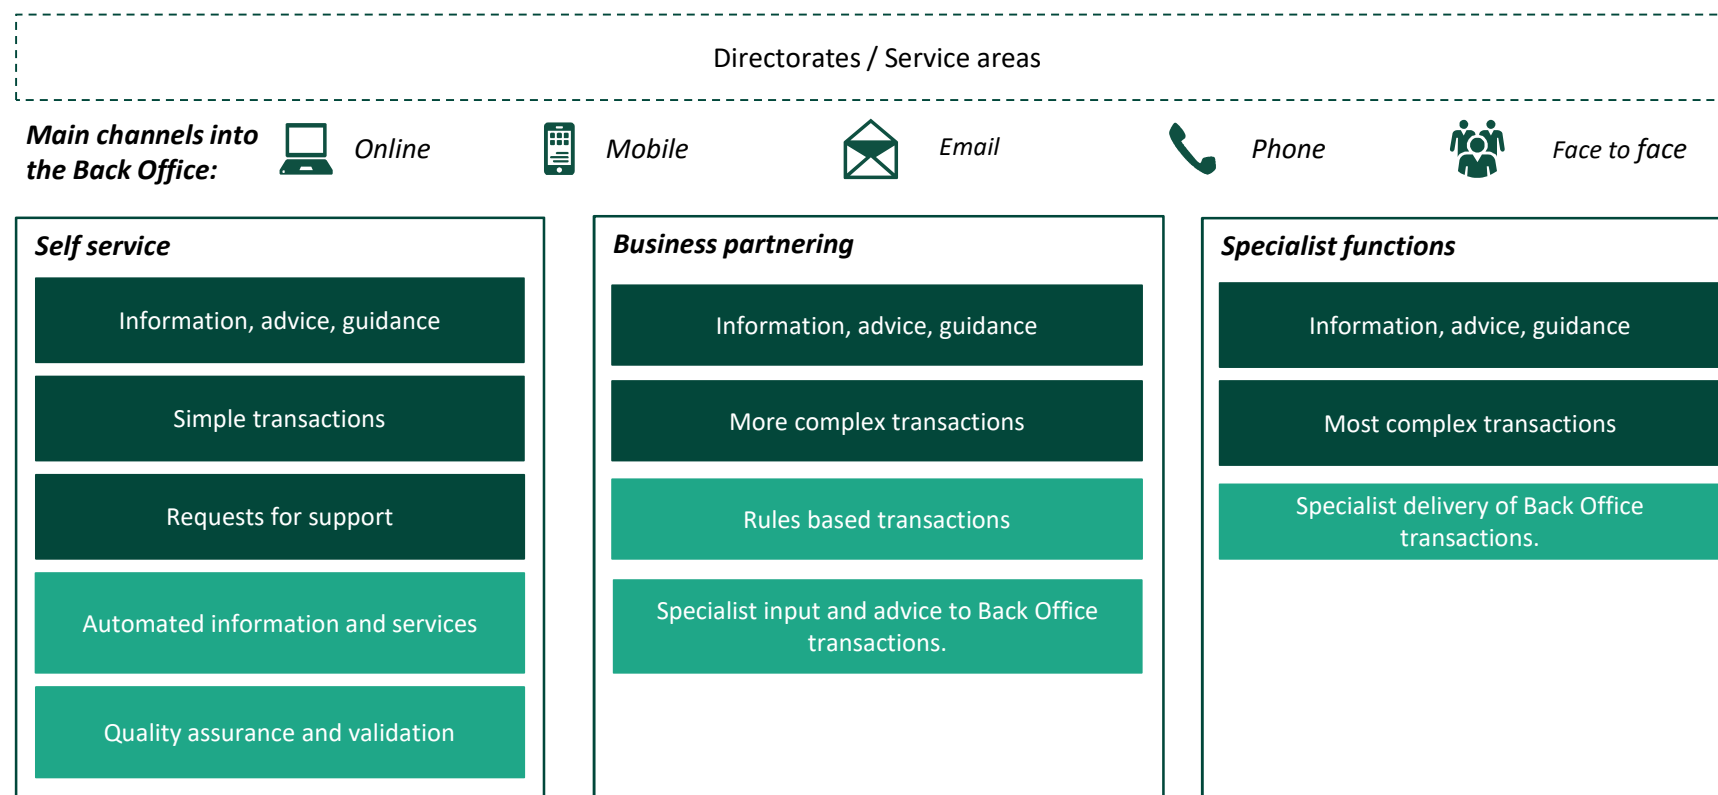 Directorates / Service areas
Main channels into
the Back Office:
Online
Mobile
Email
Phone
Face to face
Self service
Information, advice, guidance
Simple transactions
Requests for support
Automated information and services
Quality assurance and validation
Business partnering
Information, advice, guidance
More complex transactions
Rules based transactions
Specialist input and advice to Back Office
transactions.
Specialist functions
Information, advice, guidance
Most complex transactions
Specialist delivery of Back Office
transactions.